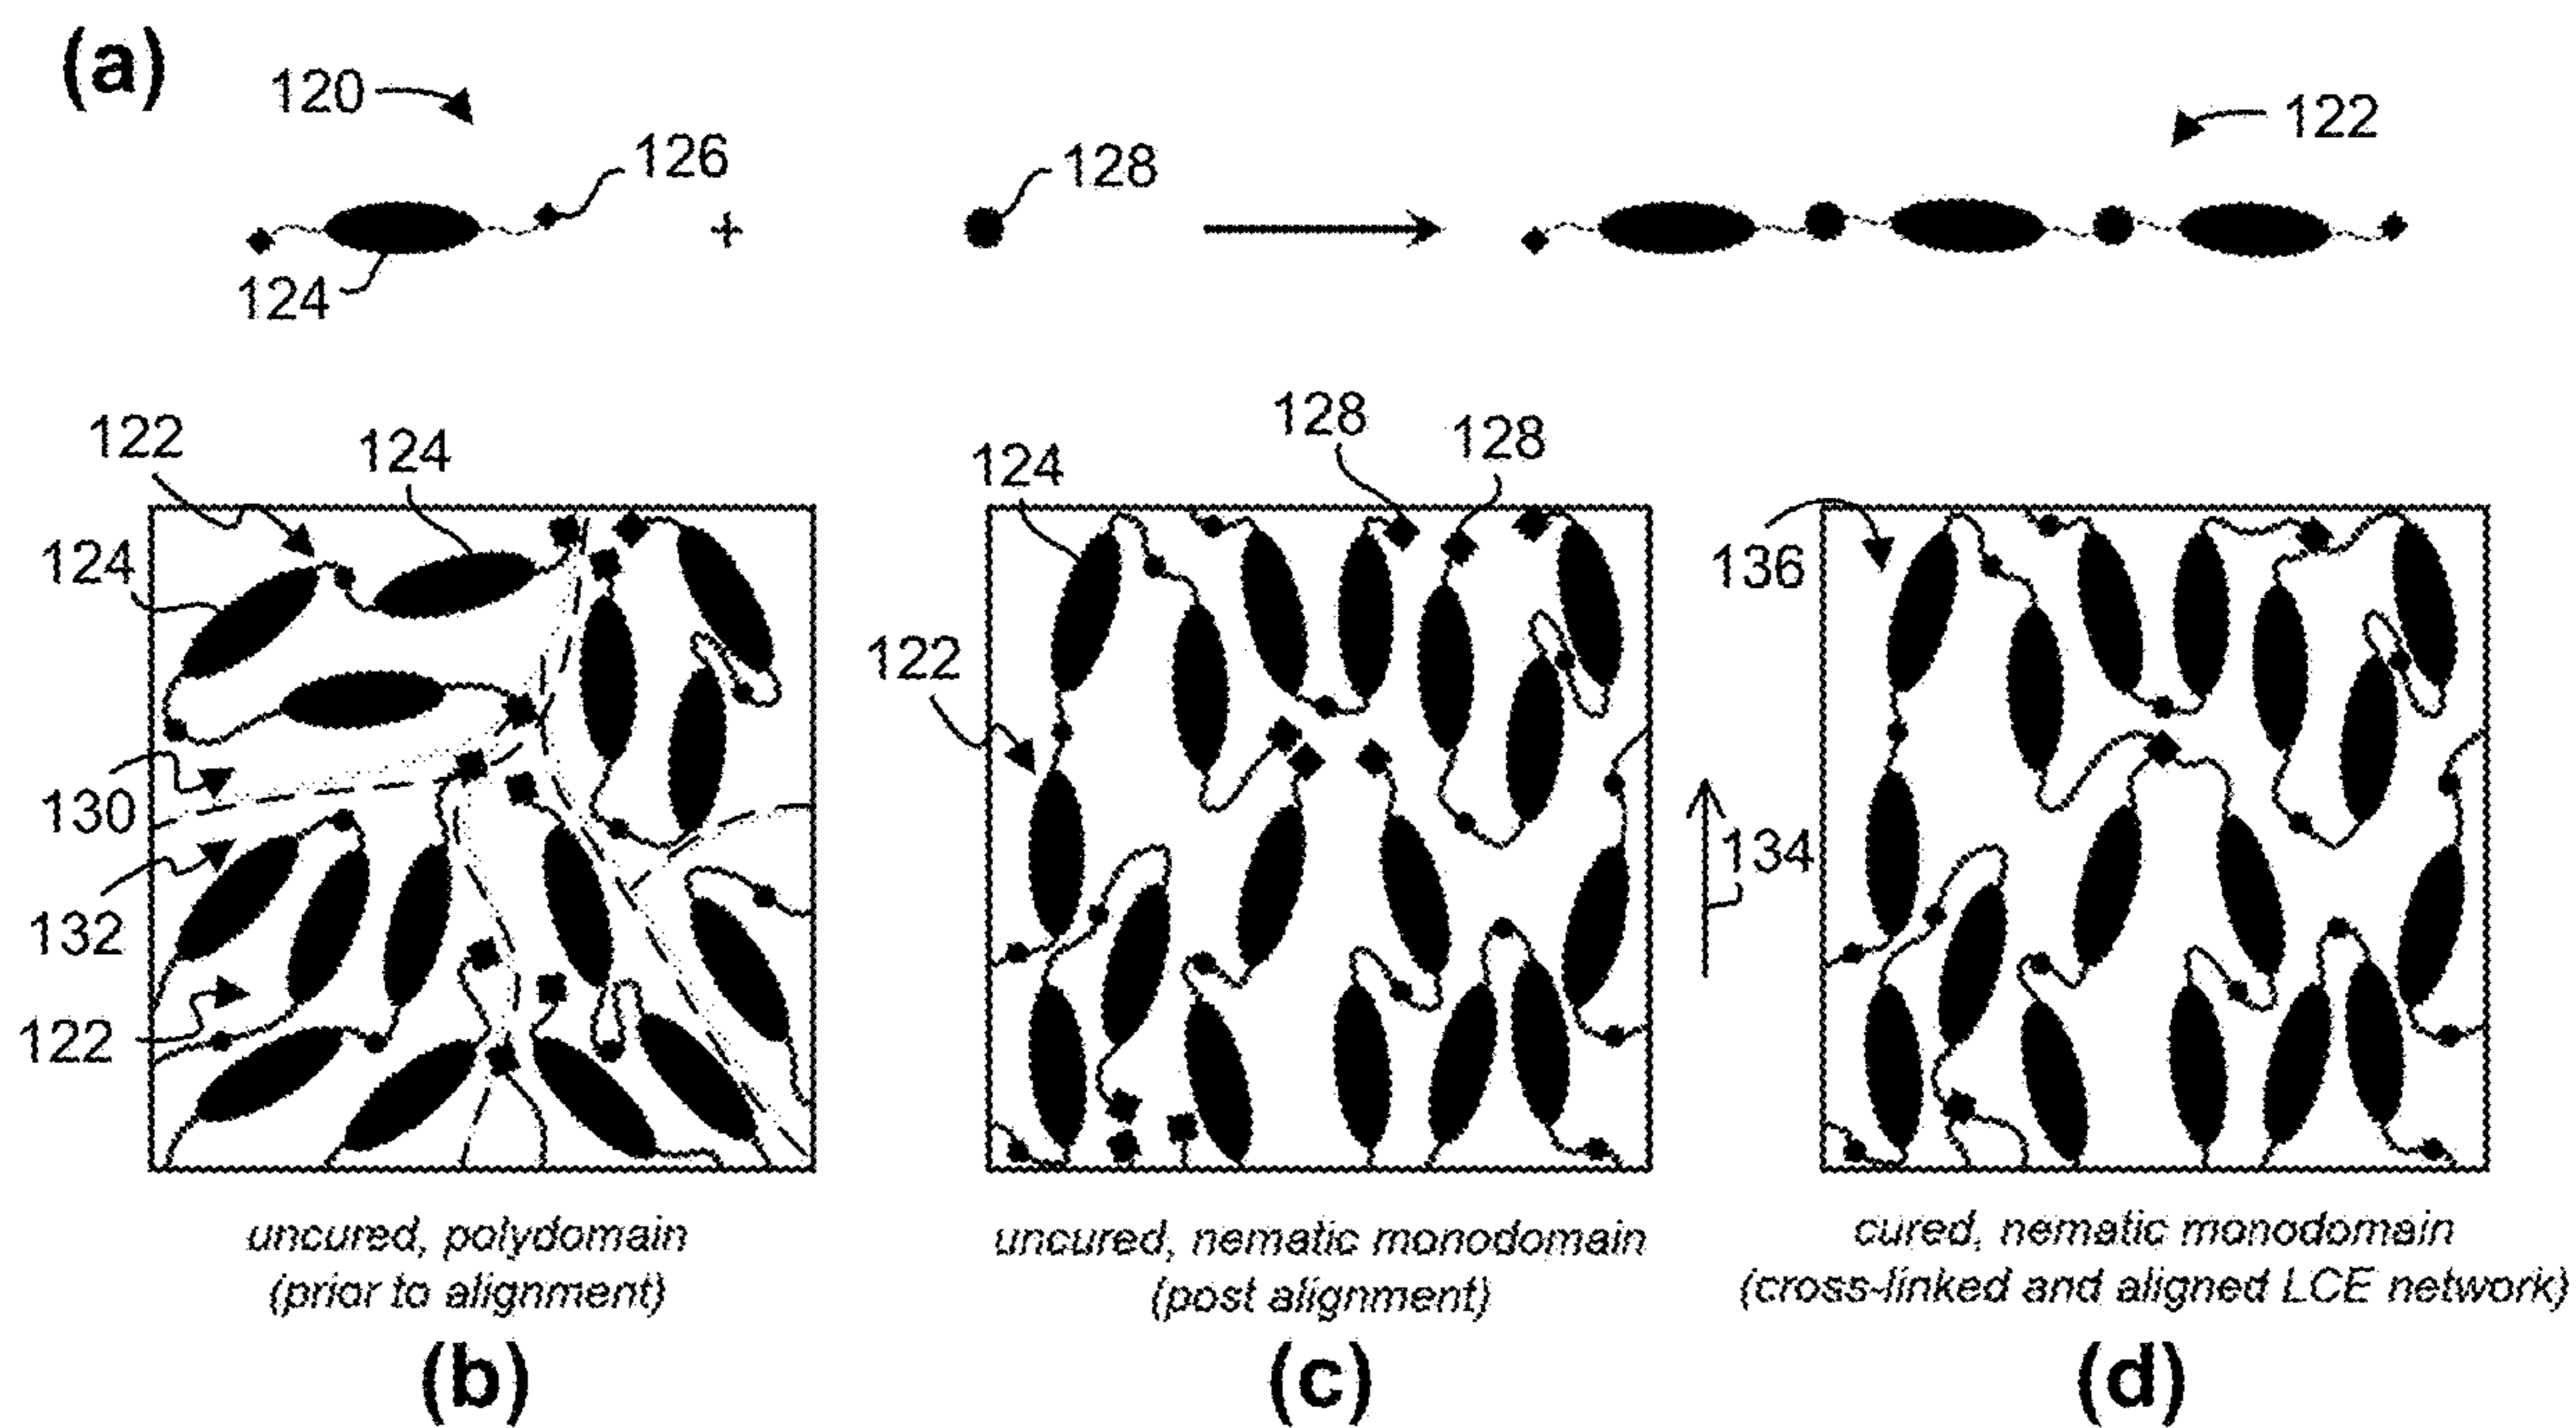 (a)
120
126
128
122
+
124
122
124
124
130
132
122
124
128
128
122
134
136
uncured, polydomain
(prior to alignment)
(b)
uncured, nematic monodomain
(post alignment)
(c)
cured, nematic monodomain
(cross-linked and aligned LCE network)
(d)